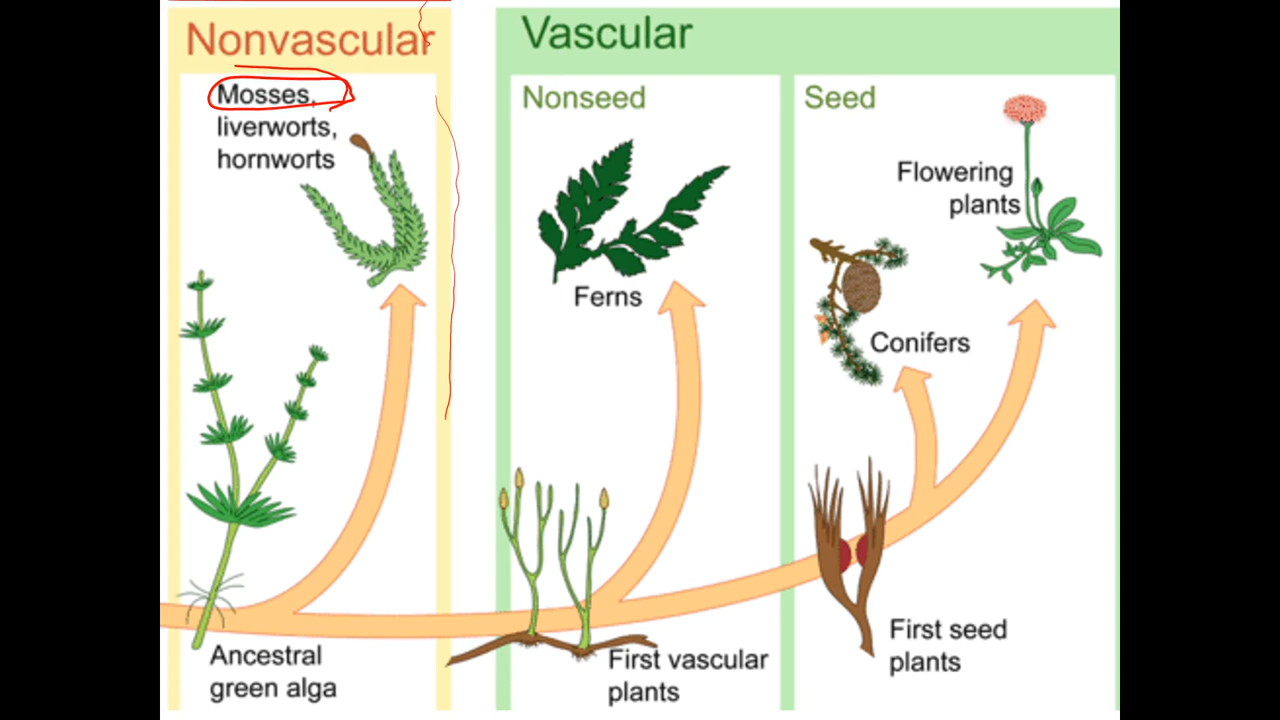 Nonvascular
Mosses,
liverworts,
hornworts
Ancestral
green alga
Vascular
Nonseed
Ferns
First vascular
plants
Seed
Flowering
plants
Conifers
First seed
plants